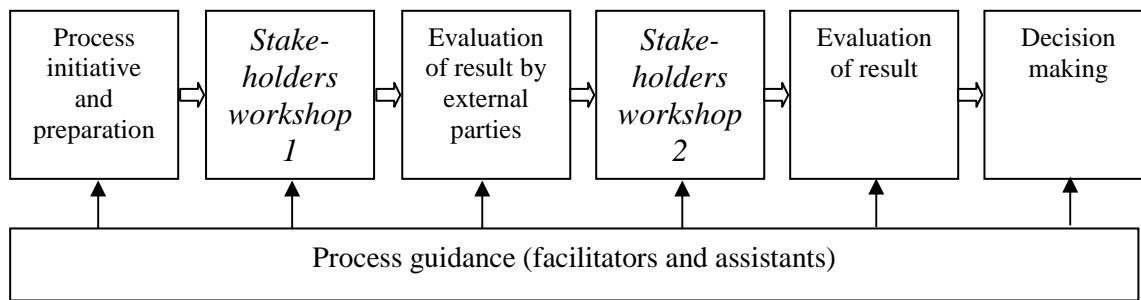 Process
initiative
and
preparation
Stake-
holders
workshop
1
Evaluation
of result by
external
parties
Stake-
holders
workshop
2
Evaluation
of result
Decision
making
Process guidance (facilitators and assistants)